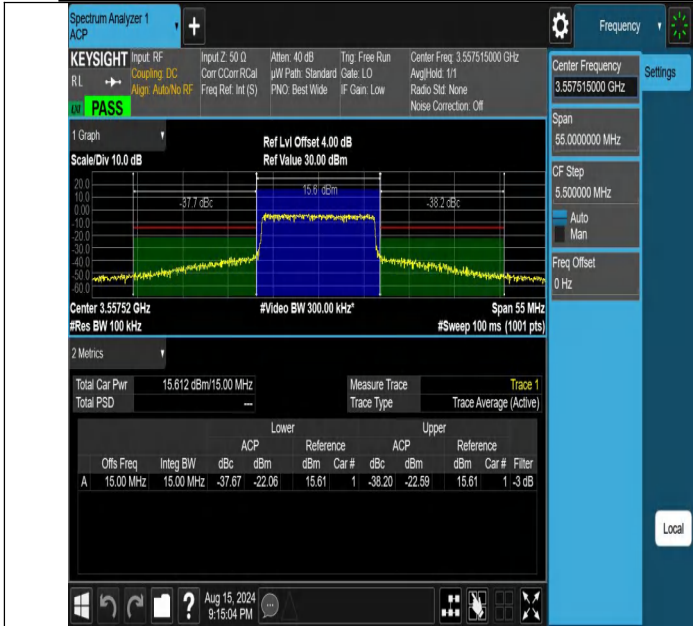 Spectrum Analyzer 1
ACP
+
Frequency
KEYSIGHT
RL
PASS
Input: RF
Coupling: DC
Align: Auto/No RF
Input Z: 50 Ω
Corr CCorr RCal
Freq Ref: Int (S)
Atten: 40 dB
µW Path: Standard
PNO: Best Wide
Trig: Free Run
Gate: LO
IF Gain: Low
Center Freq: 3.557515000 GHz
Avg|Hold: 1/1
Radio Std: None
Noise Correction: Off
Center Frequency
3.557515000 GHz
Settings
Span
55.0000000 MHz
CF Step
5.500000 MHz
Auto
Man
Freq Offset
0 Hz
Local
1 Graph
Scale/Div 10.0 dB
Ref Lvl Offset 4.00 dB
Ref Value 30.00 dBm
20.0
10.0
0.00
-10.0
-20.0
-30.0
-40.0
-50.0
-60.0
-37.7 dBc
15.6 dBm
-38.2 dBc
Center 3.55752 GHz
#Video BW 300.00 kHz*
Span 55 MHz
#Res BW 100 kHz
#Sweep 100 ms (1001 pts)
2 Metrics
Total Car Pwr 15.612 dBm/15.00 MHz
Total PSD ---
Measure Trace Trace 1
Trace Type Trace Average (Active)
Lower Upper
ACP Reference ACP Reference
Offs Freq Integ BW dBc dBm dBm Car # dBc dBm dBm Car # Filter
A 15.00 MHz 15.00 MHz -37.67 -22.06 15.61 1 -38.20 -22.59 15.61 1 -3 dB
?
Aug 15, 2024
9:15:04 PM